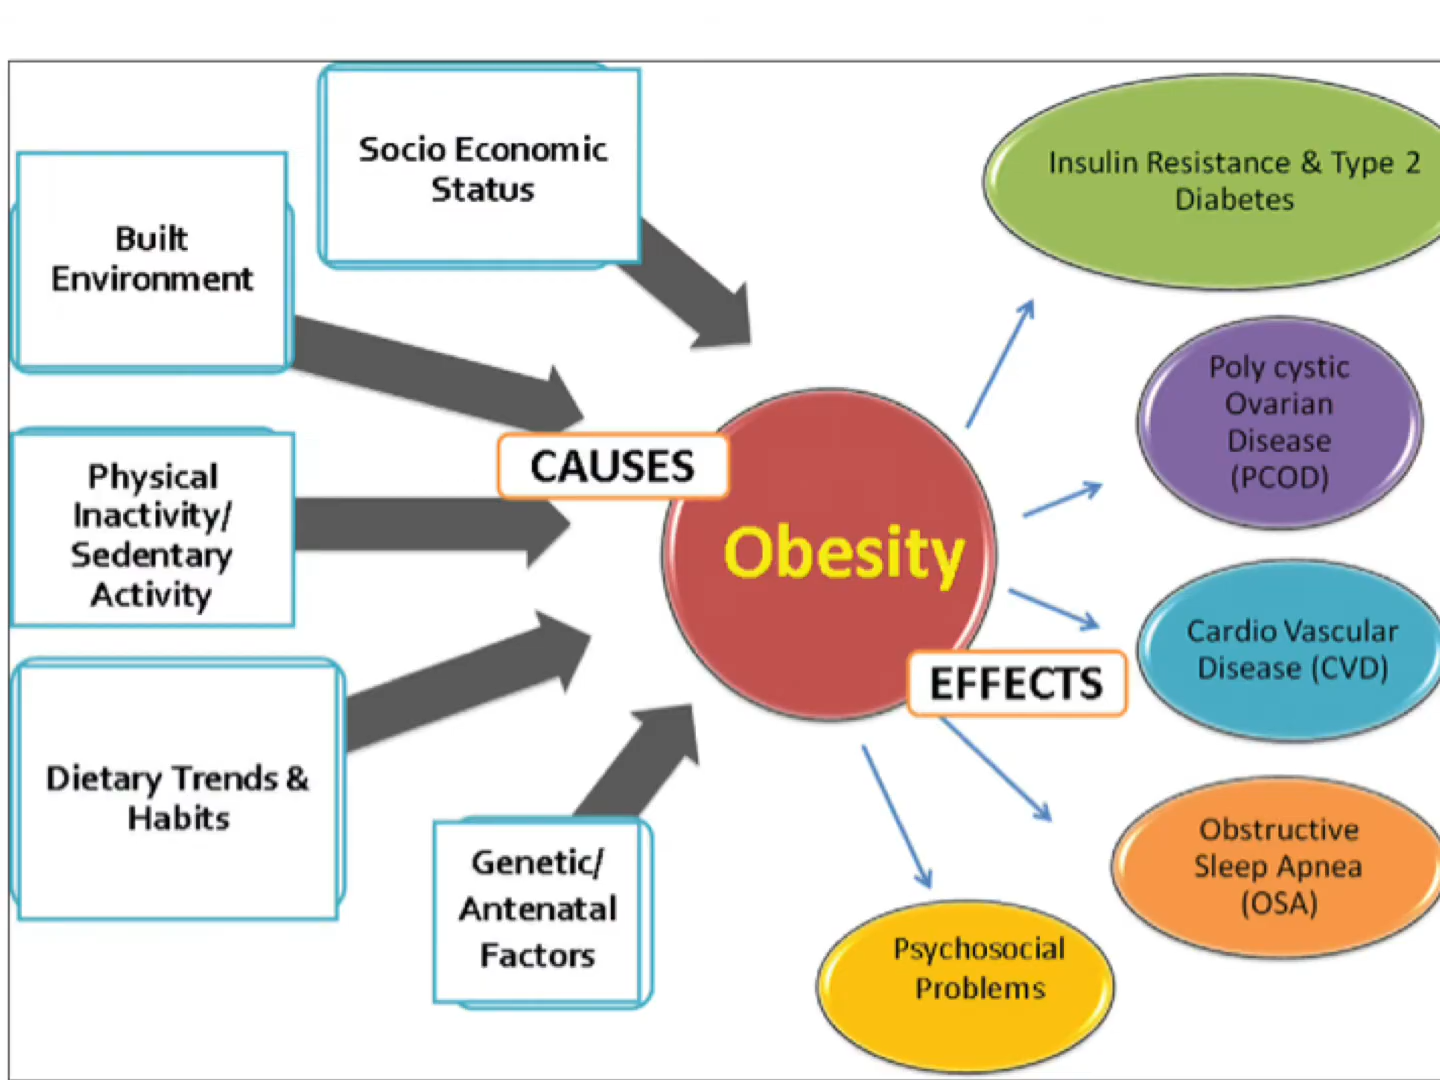 Socio Economic
Status
Built
Environment
Physical
Inactivity/
Sedentary
Activity
Dietary Trends &
Habits
Genetic/
Antenatal
Factors
CAUSES
Obesity
EFFECTS
Insulin Resistance & Type 2
Diabetes
Poly cystic
Ovarian
Disease
(PCOD)
Cardio Vascular
Disease (CVD)
Obstructive
Sleep Apnea
(OSA)
Psychosocial
Problems